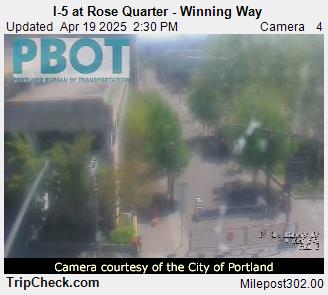 I-5 at Rose Quarter - Winning Way
Updated Apr 19 2025 2:30 PM Camera 4
PBOT
PORTLAND BUREAU OF TRANSPORTATION
Camera courtesy of the City of Portland
TripCheck.com Milepost302.00